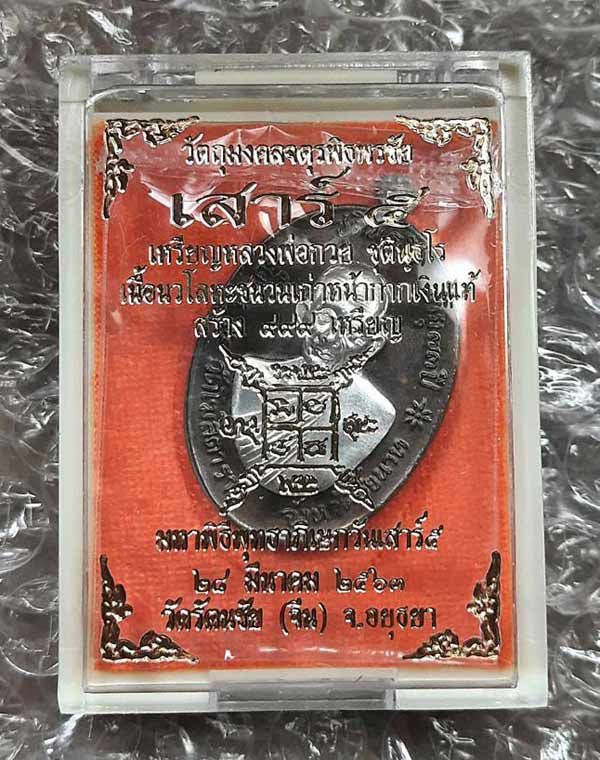 วัตถุมงคลจตุรพิธพรชัย
เสาร์ ๕
เหรียญหลวงพ่อกวย ชุตินฺธโร
เนื้อนวโลหะชนวนเก่าหน้ากากเงินแท้
สร้าง ๔๙๙ เหรียญ
มหาพิธีพุทธาภิเษกวันเสาร์๕
๒๘ มีนาคม ๒๕๖๓
วัดรัตนชัย (จีน) จ.อยุธยา